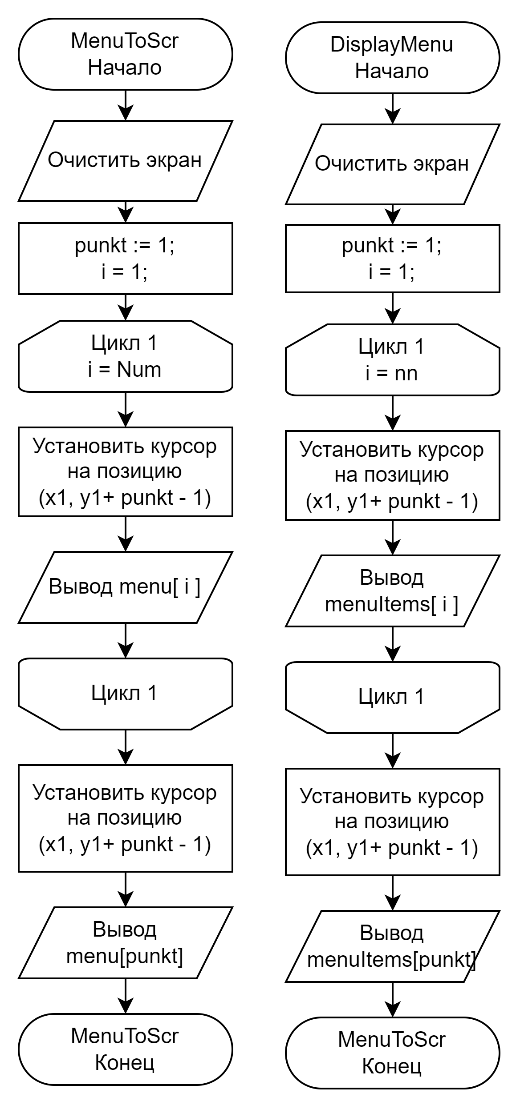 MenuToScr
Начало
Очистить экран
punkt := 1;
i = 1;
Цикл 1
i = Num
Установить курсор
на позицию
(x1, y1+ punkt - 1)
Вывод menu[ i ]
Цикл 1
Установить курсор
на позицию
(x1, y1+ punkt - 1)
Вывод
menu[punkt]
MenuToScr
Конец
DisplayMenu
Начало
Очистить экран
punkt := 1;
i = 1;
Цикл 1
i = nn
Установить курсор
на позицию
(x1, y1+ punkt - 1)
Вывод
menuItems[ i ]
Цикл 1
Установить курсор
на позицию
(x1, y1+ punkt - 1)
Вывод
menuItems[punkt]
MenuToScr
Конец